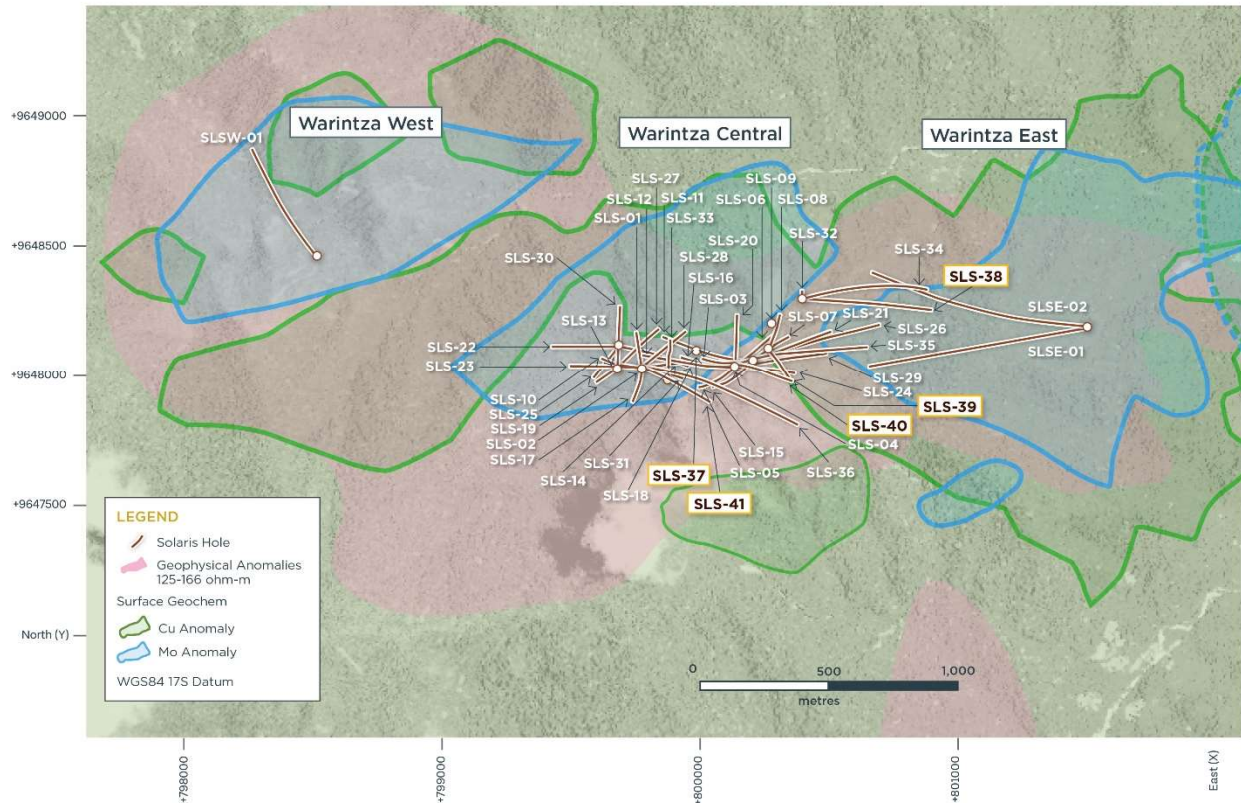 +9649000
+9648500
+9648000
+9647500
North (Y)
Warintza West
Warintza Central
Warintza East
SLSW-01
SLS-27
SLS-09
SLS-12
SLS-11
SLS-06
SLS-08
SLS-01
SLS-33
SLS-32
SLS-20
SLS-30
SLS-28
SLS-34
SLS-16
SLS-38
SLS-03
SLSE-02
SLS-13
SLS-07
SLS-21
SLS-26
SLS-22
SLS-35
SLSE-01
SLS-23
SLS-29
SLS-24
SLS-10
SLS-25
SLS-39
SLS-19
SLS-40
SLS-02
SLS-04
SLS-17
SLS-15
SLS-14
SLS-31
SLS-37
SLS-05
SLS-36
SLS-18
SLS-41
LEGEND
Solaris Hole
Geophysical Anomalies
125-166 ohm-m
Surface Geochem
Cu Anomaly
Mo Anomaly
WGS84 17S Datum
0
500
1,000
metres
+798000
+799000
+800000
+801000
East (X)